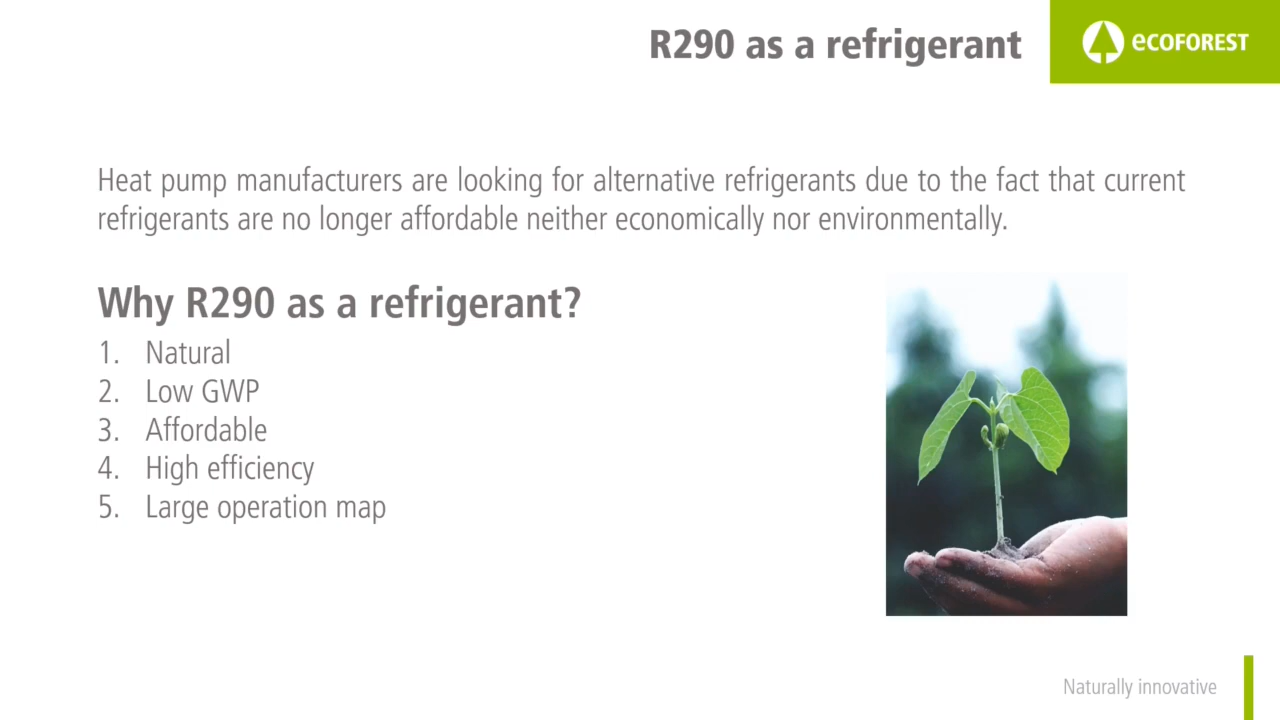 R290 as a refrigerant
ecoFOREST
Heat pump manufacturers are looking for alternative refrigerants due to the fact that current
refrigerants are no longer affordable neither economically nor environmentally.
Why R290 as a refrigerant?
1. Natural
2. Low GWP
3. Affordable
4. High efficiency
5. Large operation map
Naturally innovative